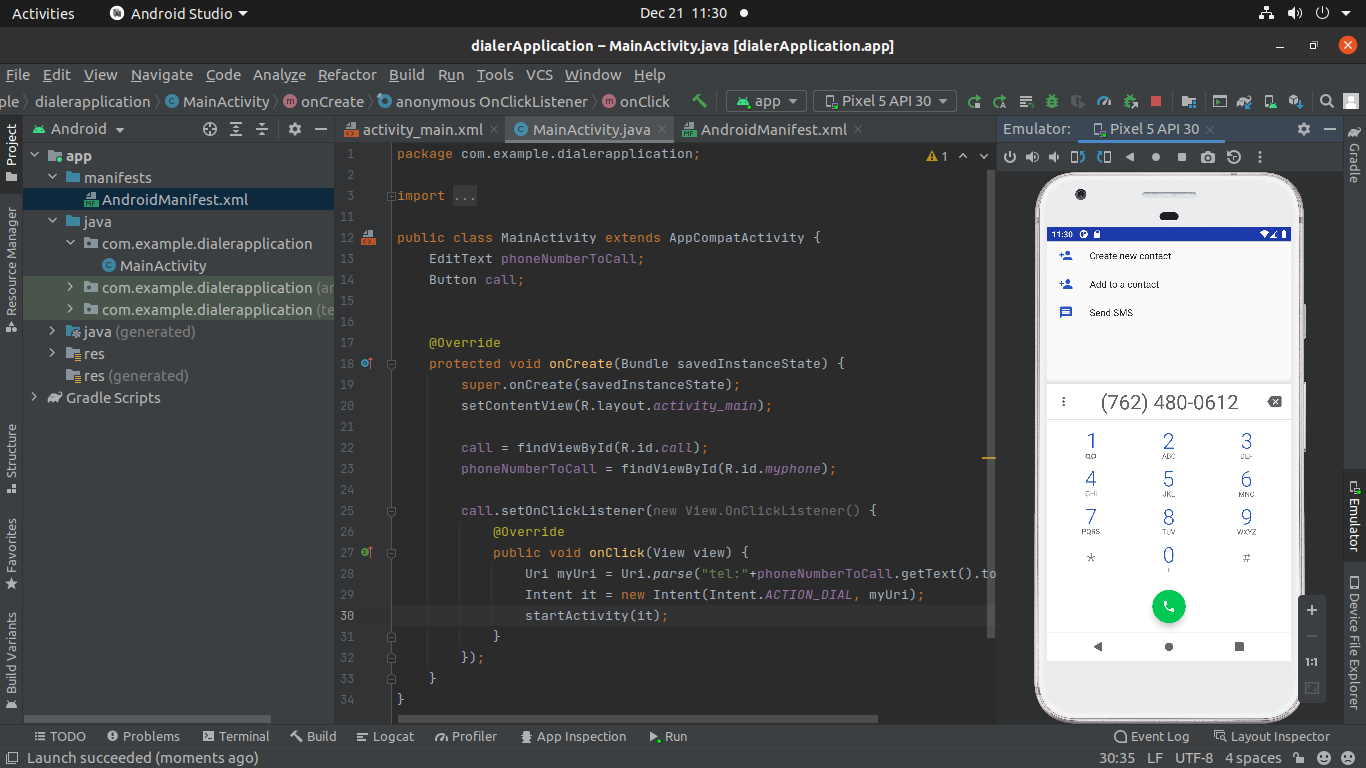 Activities Android Studio Dec 21 11:30
dialerApplication – MainActivity.java [dialerApplication.app]
File Edit View Navigate Code Analyze Refactor Build Run Tools VCS Window Help
dialerapplication MainActivity onCreate anonymous OnClickListener onClick app Pixel 5 API 30
Project
Resource Manager
Structure
Favorites
Build Variants
Android
app
manifests
AndroidManifest.xml
java
com.example.dialerapplication
MainActivity
com.example.dialerapplication
com.example.dialerapplication
java (generated)
res
res (generated)
Gradle Scripts
activity_main.xml MainActivity.java AndroidManifest.xml
1 package com.example.dialerapplication; 1
2
3 import ...
11
12 public class MainActivity extends AppCompatActivity {
13 EditText phoneNumberToCall;
14 Button call;
15
16
17 @Override
18 protected void onCreate(Bundle savedInstanceState) {
19 super.onCreate(savedInstanceState);
20 setContentView(R.layout.activity_main);
21
22 call = findViewById(R.id.call);
23 phoneNumberToCall = findViewById(R.id.myphone);
24
25 call.setOnClickListener(new View.OnClickListener() {
26 @Override
27 public void onClick(View view) {
28 Uri myUri = Uri.parse("tel:"+phoneNumberToCall.getText().to
29 Intent it = new Intent(Intent.ACTION_DIAL, myUri);
30 startActivity(it);
31 }
32 });
33 }
34 }
Emulator: Pixel 5 API 30
11:30
Create new contact
Add to a contact
Send SMS
(762) 480-0612
1 2 3
ABC DEF
4 5 6
GHI JKL MNO
7 8 9
PQRS TUV WXYZ
* 0 #
+
1:1
Gradle
Emulator
Device File Explorer
TODO Problems Terminal Build Logcat Profiler App Inspection Run Event Log Layout Inspector
Launch succeeded (moments ago) 30:35 LF UTF-8 4 spaces